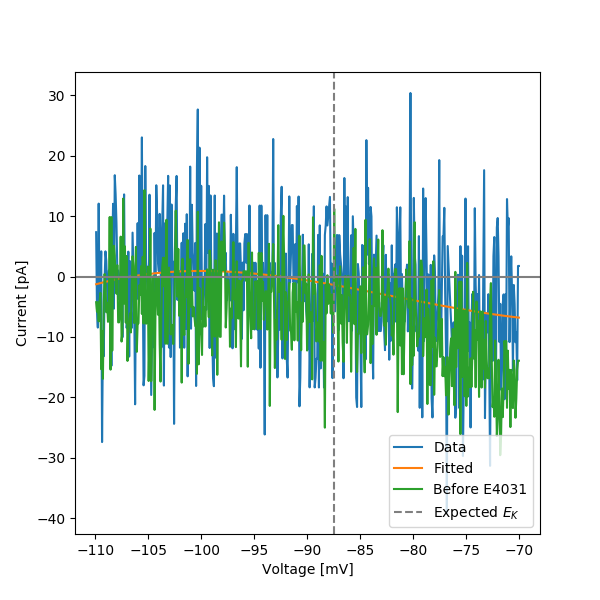 30
20
10
0
−10
−20
−30
−40
Current [pA]
−110
−105
−100
−95
−90
−85
−80
−75
−70
Voltage [mV]
Data
Fitted
Before E4031
Expected E_K